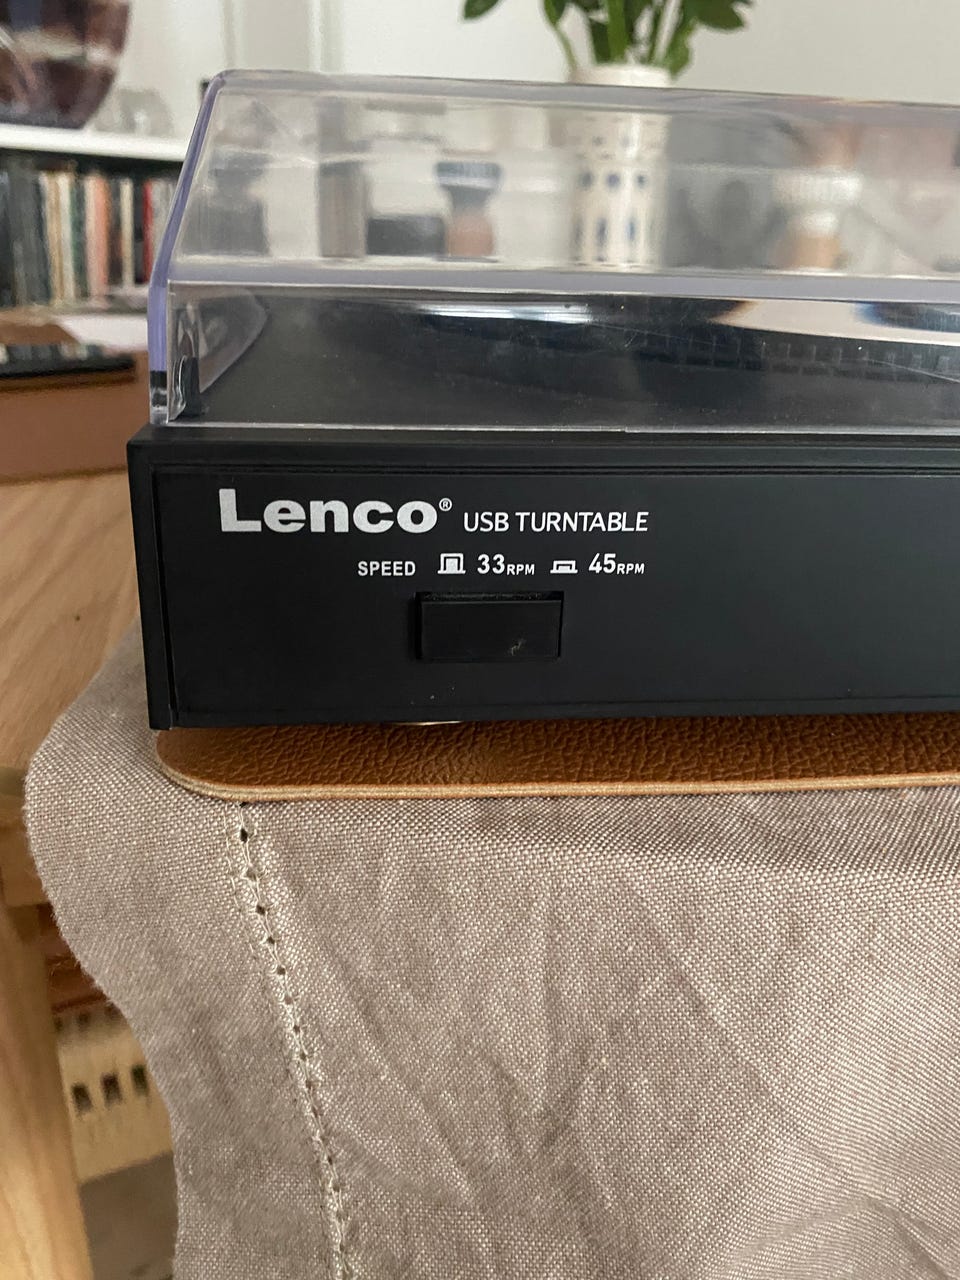 Lenco® USB TURNTABLE
SPEED 33RPM 45RPM